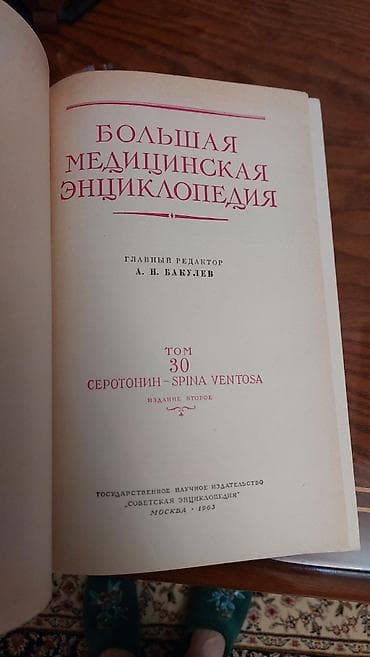 БОЛЬШАЯ
МЕДИЦИНСКАЯ
ЭНЦИКЛОПЕДИЯ
ГЛАВНЫЙ РЕДАКТОР
А. Н. БАКУЛЕВ
ТОМ
30
СЕРОТОНИН – SPINA VENTOSA
ИЗДАНИЕ ВТОРОЕ
ГОСУДАРСТВЕННОЕ НАУЧНОЕ ИЗДАТЕЛЬСТВО
„СОВЕТСКАЯ ЭНЦИКЛОПЕДИЯ"
МОСКВА · 1963